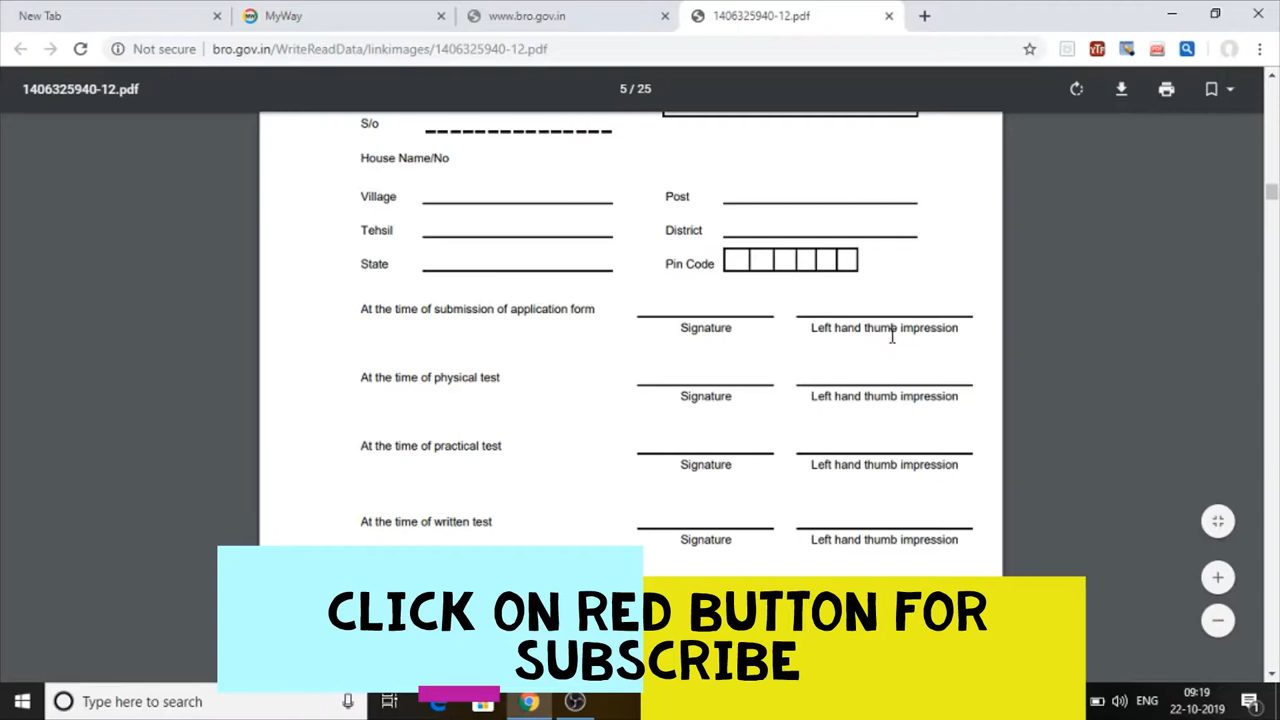 New Tab
MyWay
www.bro.gov.in
1406325940-12.pdf
Not secure
bro.gov.in/WriteReadData/linkimages/1406325940-12.pdf
1406325940-12.pdf
5 / 25
S/o
House Name/No
Village
Post
Tehsil
District
State
Pin Code
At the time of submission of application form
Signature
Left hand thumb impression
At the time of physical test
Signature
Left hand thumb impression
At the time of practical test
Signature
Left hand thumb impression
At the time of written test
Signature
Left hand thumb impression
CLICK ON RED BUTTON FOR
SUBSCRIBE
Type here to search
ENG
09:19
22-10-2019